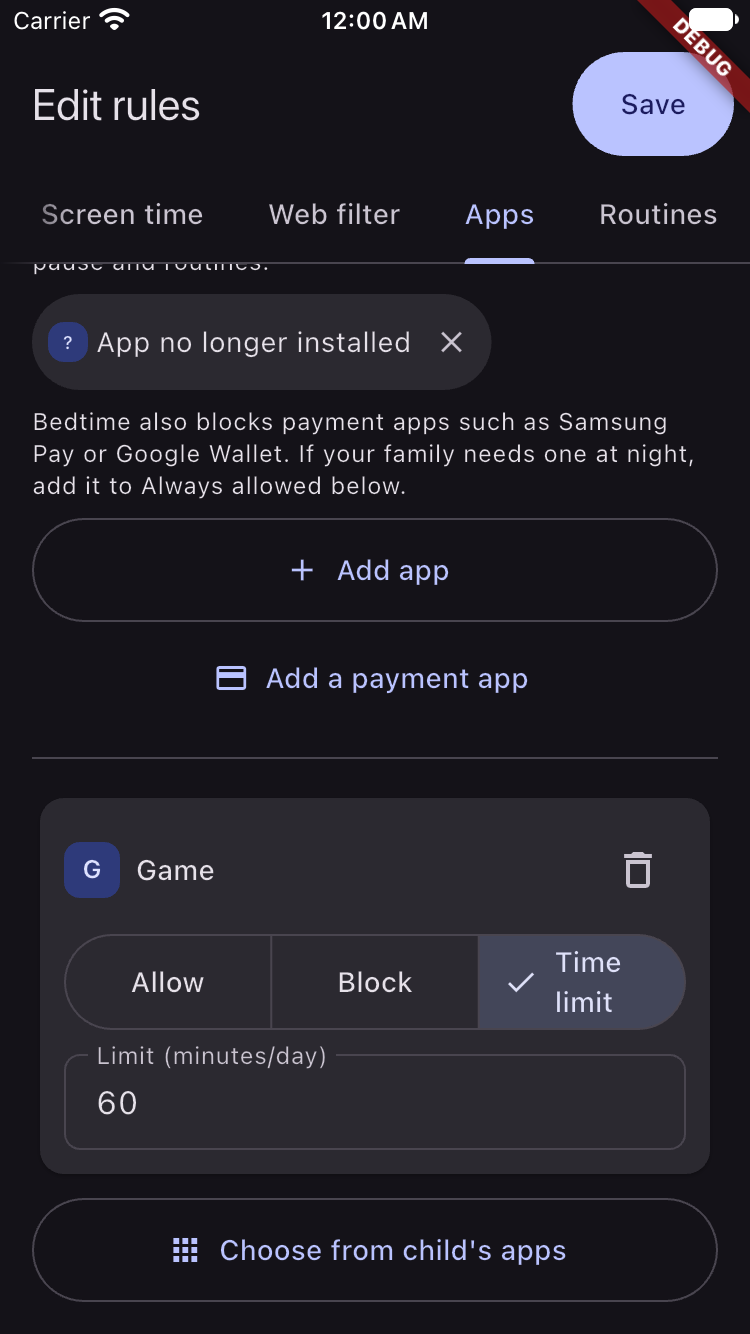 Carrier
12:00 AM
DEBUG
Edit rules
Save
Screen time
Web filter
Apps
Routines
pause and routines.
? App no longer installed
Bedtime also blocks payment apps such as Samsung
Pay or Google Wallet. If your family needs one at night,
add it to Always allowed below.
Add app
Add a payment app
G Game
Allow
Block
Time
limit
Limit (minutes/day)
60
Choose from child's apps